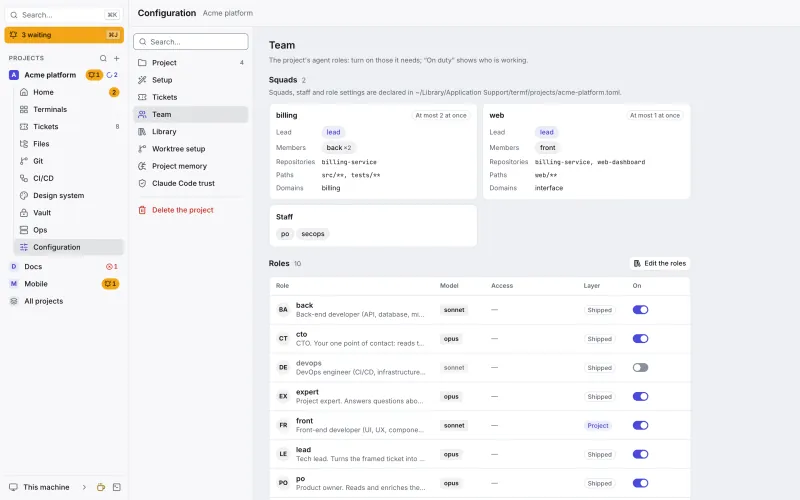 Search...
⌘K
3 waiting
⌘J
PROJECTS
Acme platform
1
2
Home
2
Terminals
Tickets
8
Files
Git
CI/CD
Design system
Vault
Ops
Configuration
D
Docs
1
M
Mobile
1
All projects
This machine
Configuration
Acme platform
Search...
Project
4
Setup
Tickets
Team
Library
Worktree setup
Project memory
Claude Code trust
Delete the project
Team
The project's agent roles: turn on those it needs; “On duty” shows who is working.
Squads 2
Squads, staff and role settings are declared in ~/Library/Application Support/termf/projects/acme-platform.toml.
billing
At most 2 at once
Lead
lead
Members
back ×2
Repositories
billing-service
Paths
src/**, tests/**
Domains
billing
web
At most 1 at once
Lead
lead
Members
front
Repositories
billing-service, web-dashboard
Paths
web/**
Domains
interface
Staff
po
secops
Roles 10
Edit the roles
Role
Model
Access
Layer
On
BA
back
Back-end developer (API, database, mi...
sonnet
—
Shipped
CT
cto
CTO. Your one point of contact: reads t...
opus
—
Shipped
DE
devops
DevOps engineer (CI/CD, infrastructure...
sonnet
—
Shipped
EX
expert
Project expert. Answers questions abo...
opus
—
Shipped
FR
front
Front-end developer (UI, UX, compone...
sonnet
—
Project
LE
lead
Tech lead. Turns the framed ticket into ...
opus
—
Shipped
PO
po
Product owner. Reads and enriches the...
opus
—
Shipped